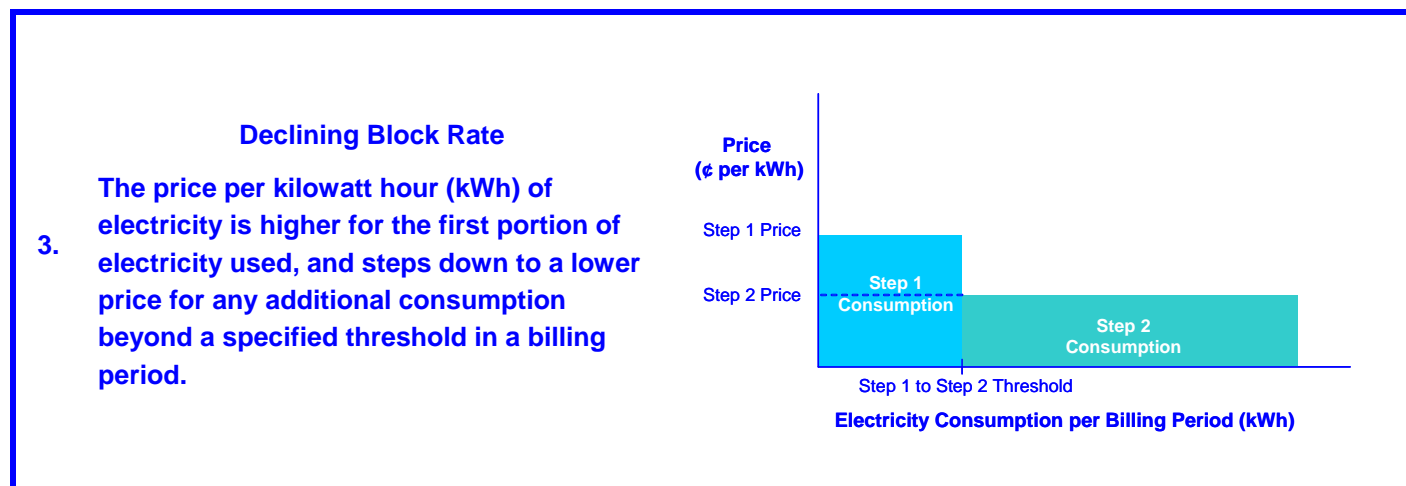 Declining Block Rate
3.
The price per kilowatt hour (kWh) of
electricity is higher for the first portion of
electricity used, and steps down to a lower
price for any additional consumption
beyond a specified threshold in a billing
period.
Price
(¢ per kWh)
Step 1 Price
Step 2 Price
Step 1
Consumption
Step 2
Consumption
Step 1 to Step 2 Threshold
Electricity Consumption per Billing Period (kWh)